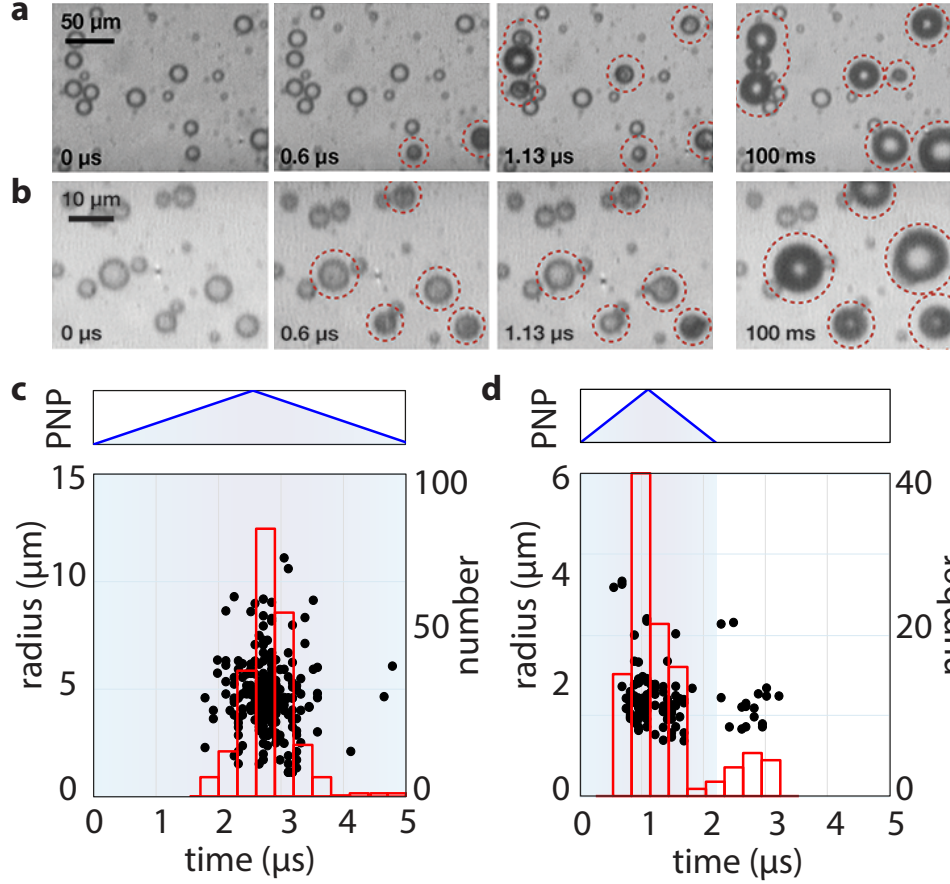 a
50 µm
0 µs
0.6 µs
1.13 µs
100 ms
b
10 µm
0 µs
0.6 µs
1.13 µs
100 ms
c
PNP
15
10
5
0
radius (µm)
100
50
0
number
0 1 2 3 4 5
time (µs)
d
PNP
6
4
2
0
radius (µm)
40
20
0
number
0 1 2 3 4 5
time (µs)